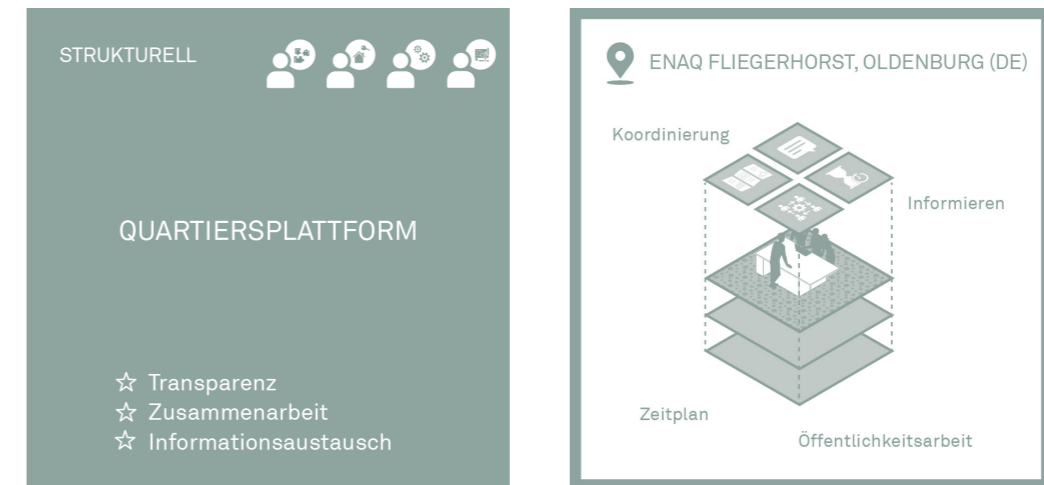 STRUKTURELL
QUARTIERSPLATTFORM
Transparenz
Zusammenarbeit
Informationsaustausch
ENAQ FLIEGERHORST, OLDENBURG (DE)
Koordinierung
Informieren
Zeitplan
Öffentlichkeitsarbeit